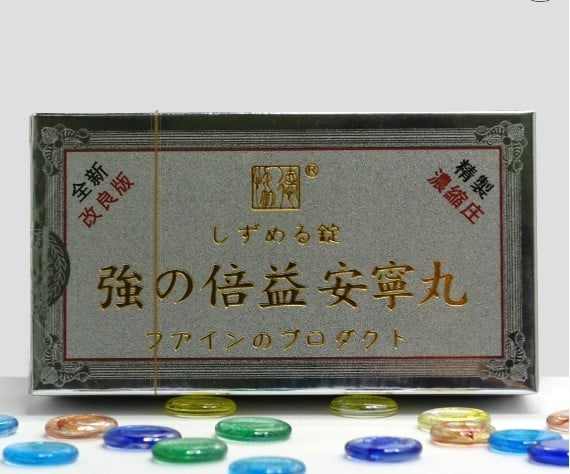 全新
改良版
精製
濃縮庄
®
しずめる錠
強の倍益安寧丸
フアインのプロダクト